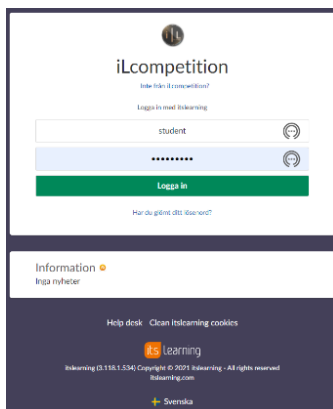 iLcompetition
Inte från iLcompetition?
Logga in med itslearning
student
•••••••••
Logga in
Har du glömt ditt lösenord?
Information
Inga nyheter
Help desk Clean itslearning cookies
its learning
itslearning (3.118.1.534) Copyright © 2021 itslearning - All rights reserved
itslearning.com
Svenska